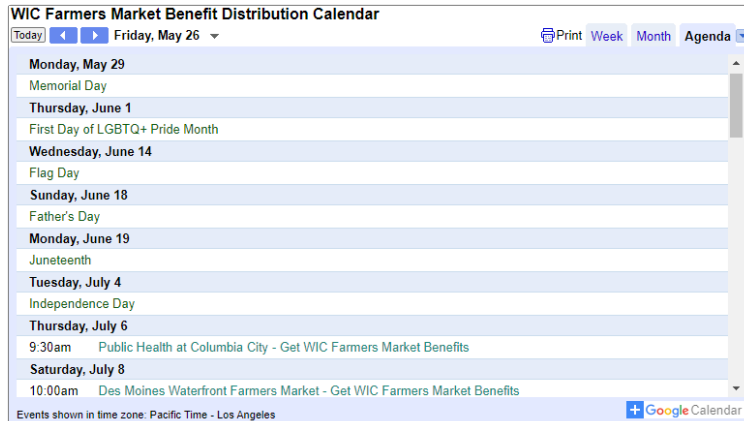 WIC Farmers Market Benefit Distribution Calendar
Today Friday, May 26 Print Week Month Agenda
Monday, May 29
Memorial Day
Thursday, June 1
First Day of LGBTQ+ Pride Month
Wednesday, June 14
Flag Day
Sunday, June 18
Father's Day
Monday, June 19
Juneteenth
Tuesday, July 4
Independence Day
Thursday, July 6
9:30am Public Health at Columbia City - Get WIC Farmers Market Benefits
Saturday, July 8
10:00am Des Moines Waterfront Farmers Market - Get WIC Farmers Market Benefits
Events shown in time zone: Pacific Time - Los Angeles
+ Google Calendar